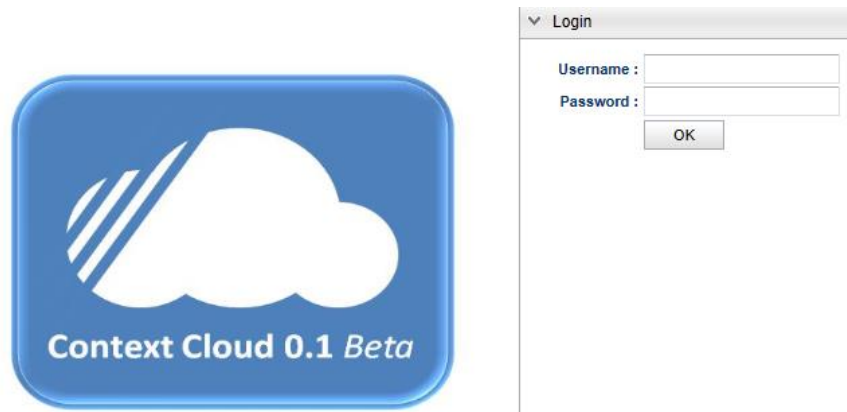 Login
Username :
Password :
OK
Context Cloud 0.1 Beta